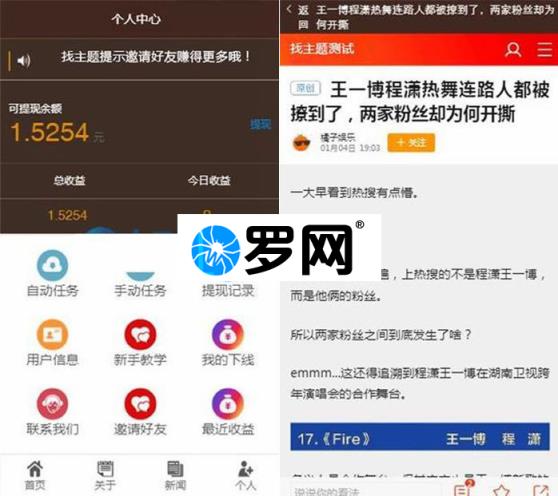 个人中心
找主题提示邀请好友赚得更多哦！
可提现余额
1.5254 元
提现
总收益 今日收益
1.5254
自动任务 手动任务 提现记录
用户信息 新手教学 我的下线
联系我们 邀请好友 最近收益
首页 关于 新闻 个人
罗网®
返回 王一博程潇热舞连路人都被撩到了，两家粉丝却为何开撕
找主题测试
原创 王一博程潇热舞连路人都被
撩到了，两家粉丝却为何开撕
橘子娱乐
01月04日 19:03
+ 关注
一大早看到热搜有点懵。
，上热搜的不是程潇王一博，
而是他俩的粉丝。
所以两家粉丝之间到底发生了啥？
emmm...这还得追溯到程潇王一博在湖南卫视跨
年演唱会的合作舞台。
17.《Fire》 王一博 程 潇
说说你的看法
2